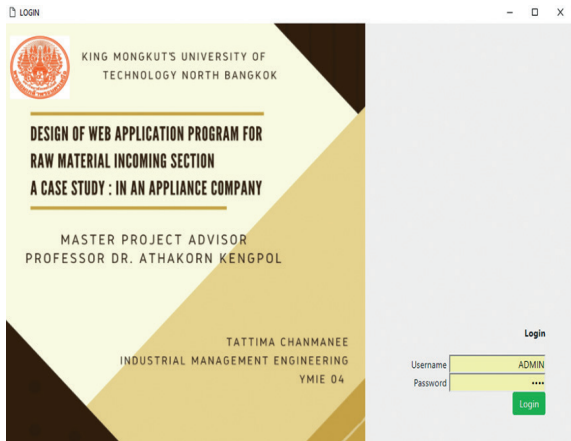 LOGIN
KING MONGKUT'S UNIVERSITY OF
TECHNOLOGY NORTH BANGKOK
DESIGN OF WEB APPLICATION PROGRAM FOR
RAW MATERIAL INCOMING SECTION
A CASE STUDY : IN AN APPLIANCE COMPANY
MASTER PROJECT ADVISOR
PROFESSOR DR. ATHAKORN KENGPOL
TATTIMA CHANMANEE
INDUSTRIAL MANAGEMENT ENGINEERING
YMIE 04
Login
Username ADMIN
Password ••••
Login